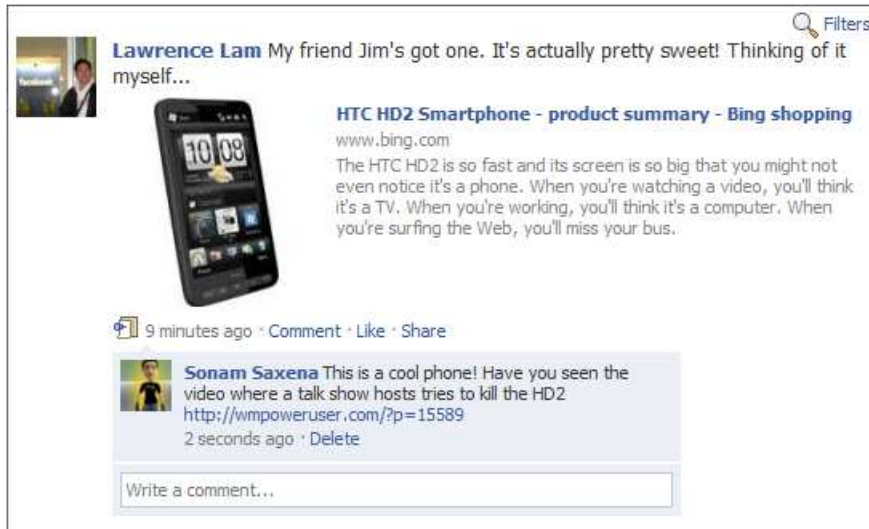 Filters
Lawrence Lam My friend Jim's got one. It's actually pretty sweet! Thinking of it
myself...
facebook
10 08
HTC HD2 Smartphone - product summary - Bing shopping
www.bing.com
The HTC HD2 is so fast and its screen is so big that you might not
even notice it's a phone. When you're watching a video, you'll think
it's a TV. When you're working, you'll think it's a computer. When
you're surfing the Web, you'll miss your bus.
9 minutes ago · Comment · Like · Share
Sonam Saxena This is a cool phone! Have you seen the
video where a talk show hosts tries to kill the HD2
http://wmpoweruser.com/?p=15589
2 seconds ago · Delete
Write a comment...